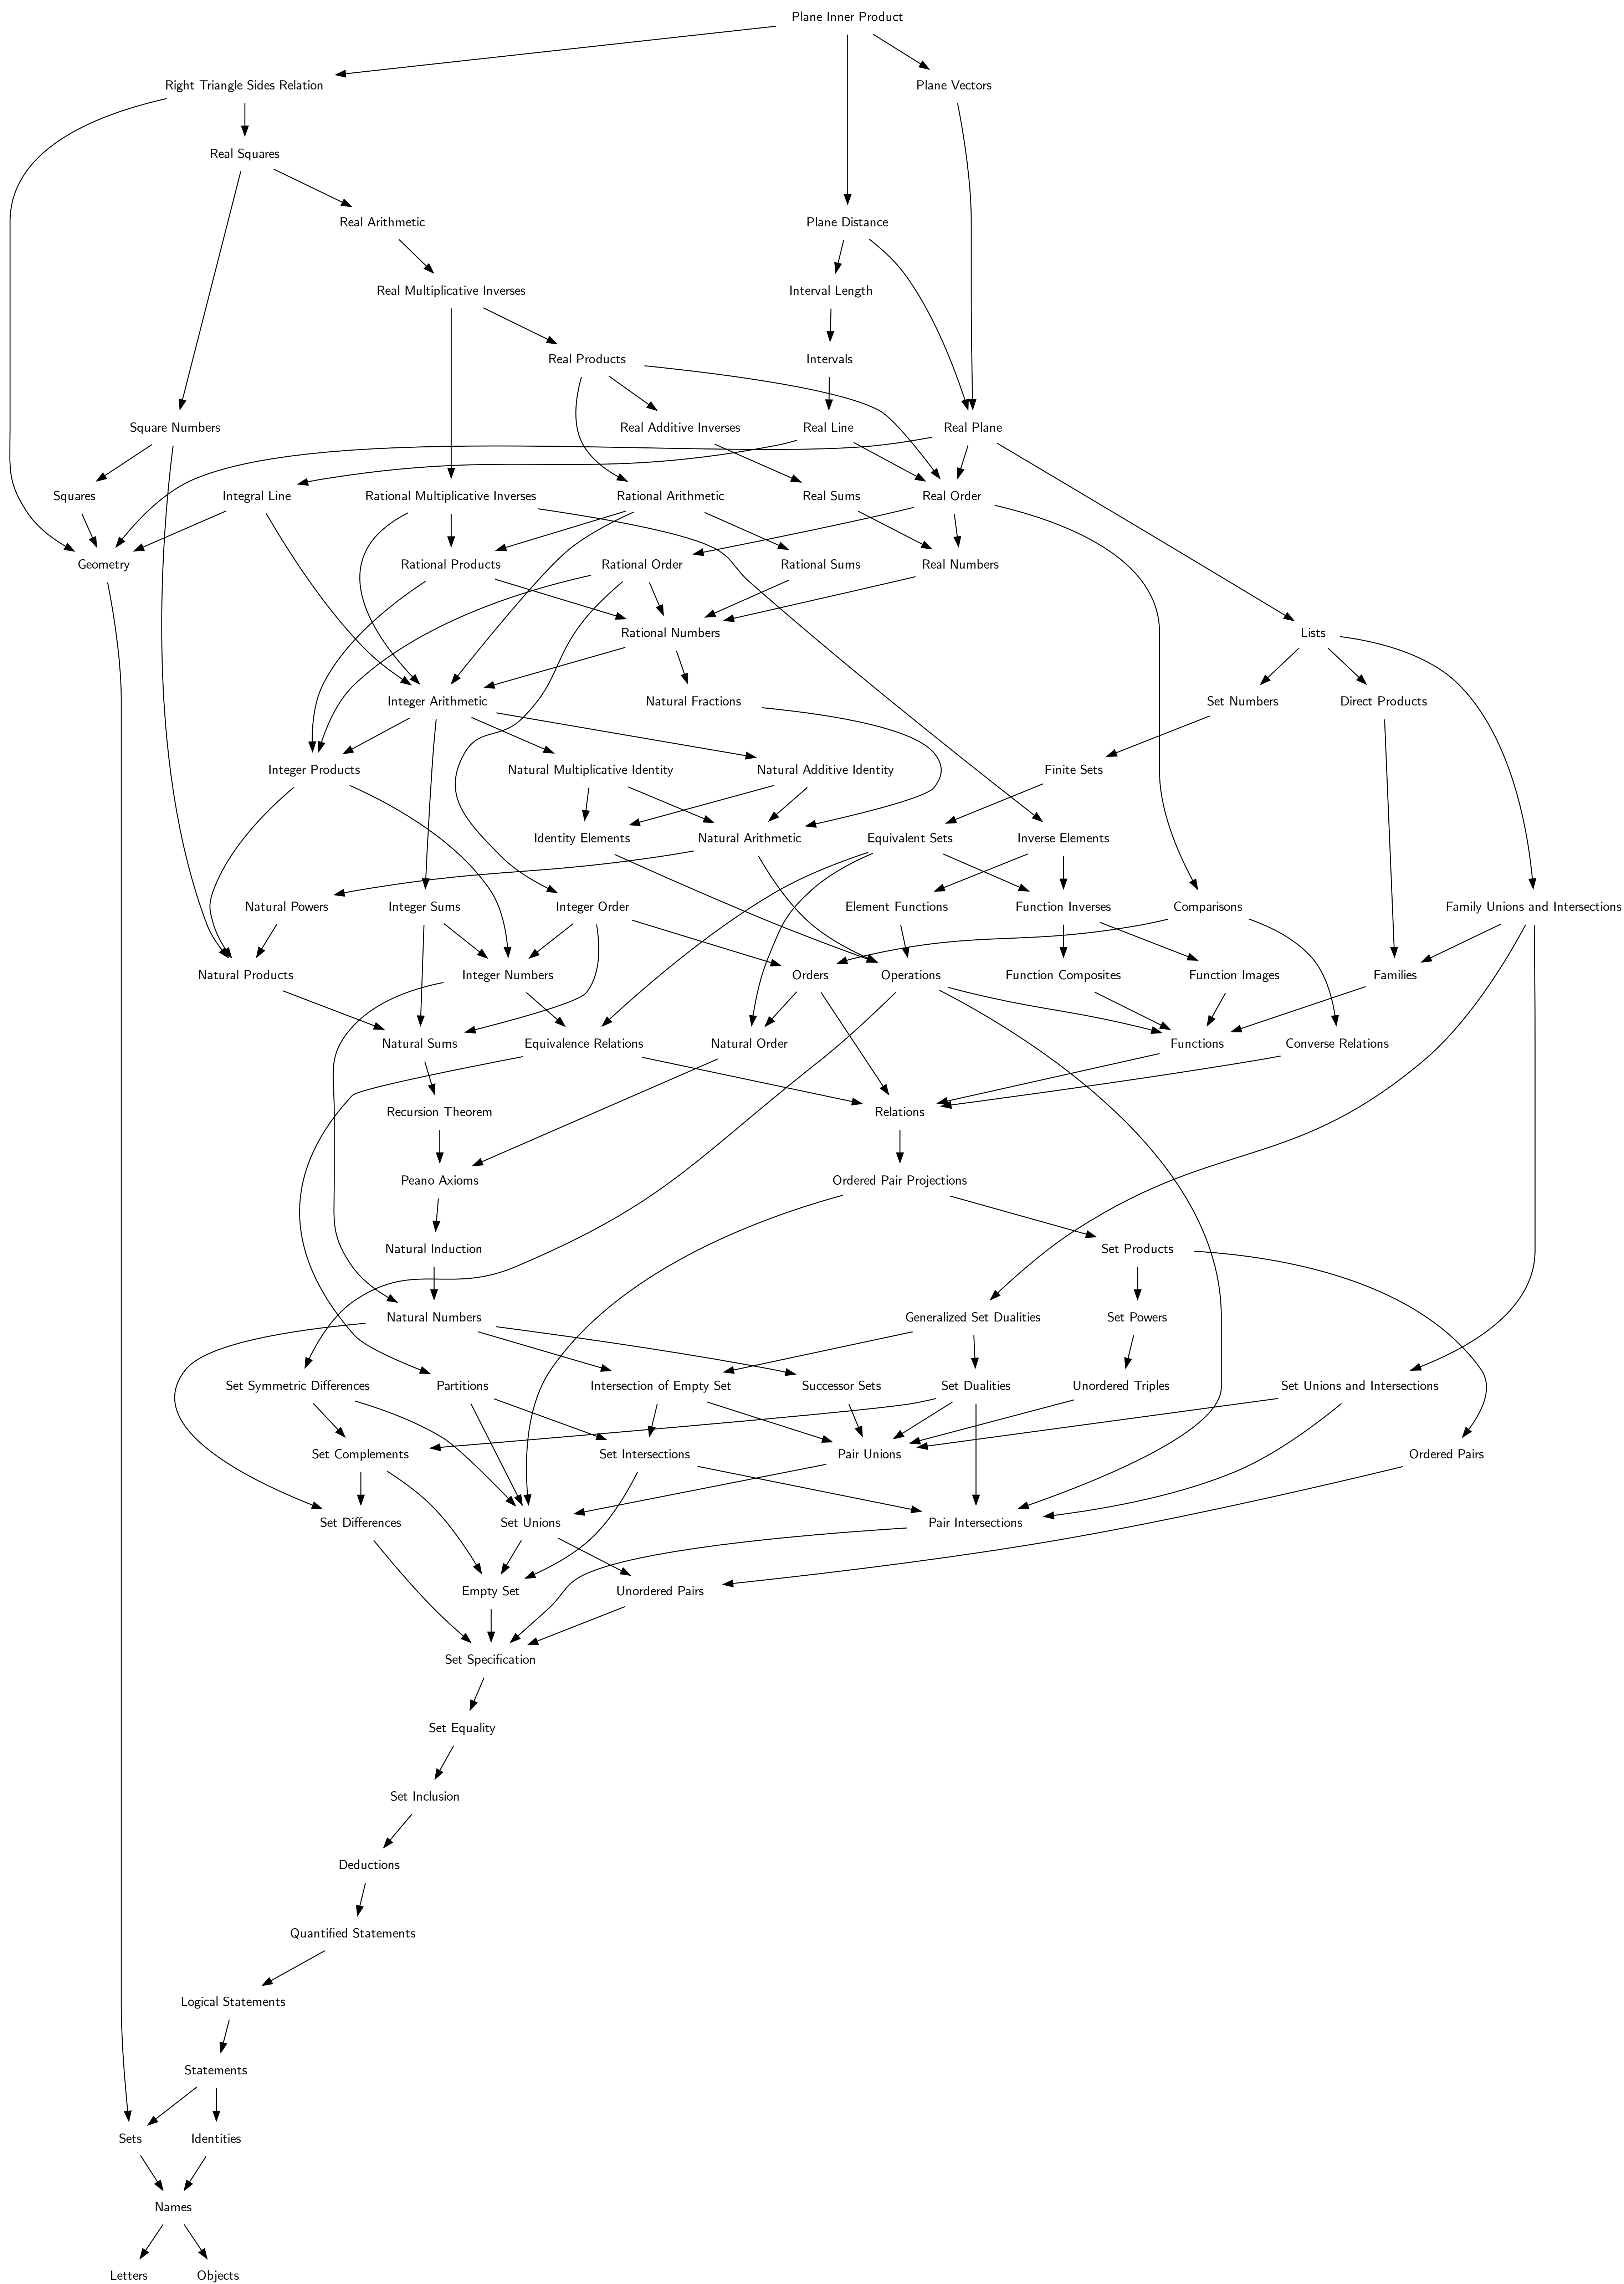 Plane Inner Product
Right Triangle Sides Relation
Plane Vectors
Real Squares
Real Arithmetic
Plane Distance
Real Multiplicative Inverses
Interval Length
Real Products
Intervals
Square Numbers
Real Additive Inverses
Real Line
Real Plane
Squares
Integral Line
Rational Multiplicative Inverses
Rational Arithmetic
Real Sums
Real Order
Geometry
Rational Products
Rational Order
Rational Sums
Real Numbers
Rational Numbers
Lists
Integer Arithmetic
Natural Fractions
Set Numbers
Direct Products
Integer Products
Natural Multiplicative Identity
Natural Additive Identity
Finite Sets
Identity Elements
Natural Arithmetic
Equivalent Sets
Inverse Elements
Natural Powers
Integer Sums
Integer Order
Element Functions
Function Inverses
Comparisons
Family Unions and Intersections
Natural Products
Integer Numbers
Orders
Operations
Function Composites
Function Images
Families
Natural Sums
Equivalence Relations
Natural Order
Functions
Converse Relations
Recursion Theorem
Relations
Peano Axioms
Ordered Pair Projections
Natural Induction
Set Products
Natural Numbers
Generalized Set Dualities
Set Powers
Set Symmetric Differences
Partitions
Intersection of Empty Set
Successor Sets
Set Dualities
Unordered Triples
Set Unions and Intersections
Set Complements
Set Intersections
Pair Unions
Ordered Pairs
Set Differences
Set Unions
Pair Intersections
Empty Set
Unordered Pairs
Set Specification
Set Equality
Set Inclusion
Deductions
Quantified Statements
Logical Statements
Statements
Sets
Identities
Names
Letters
Objects